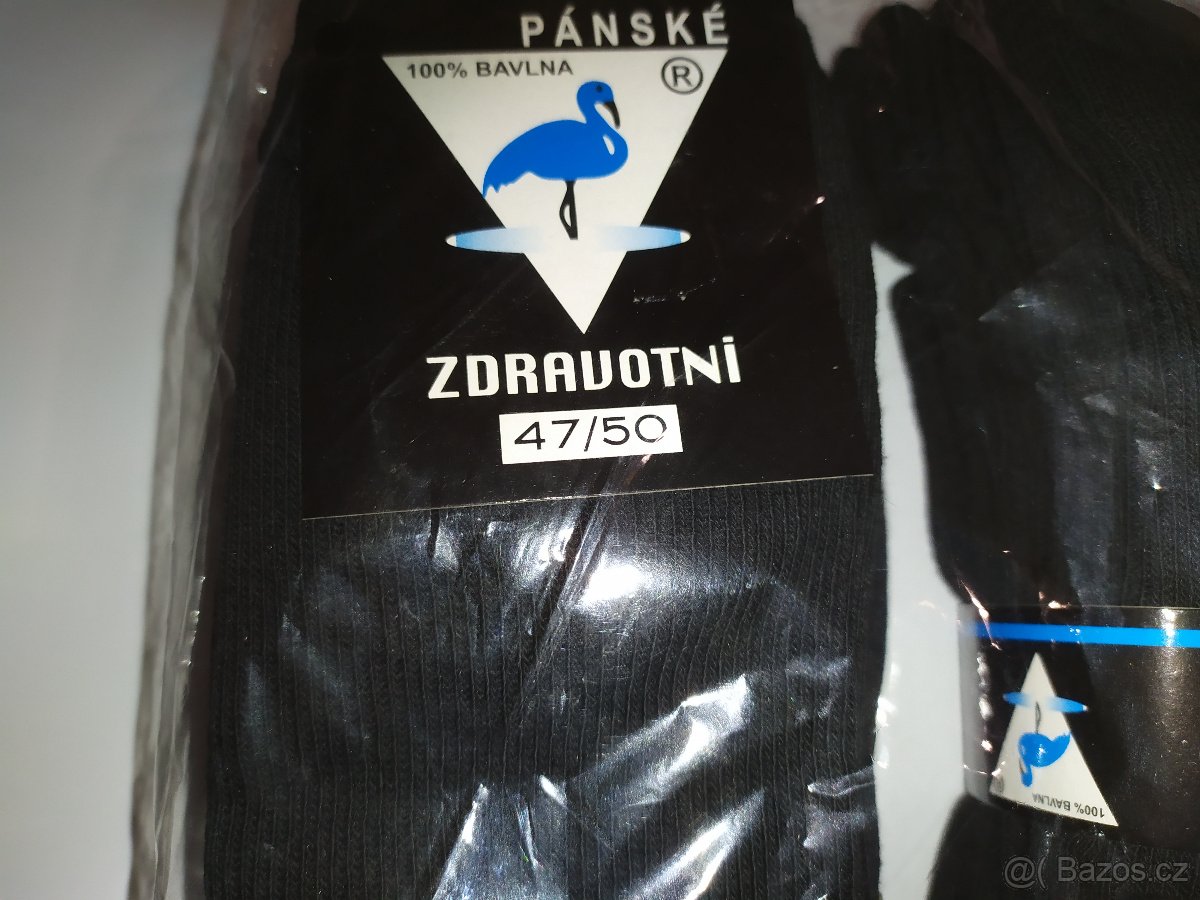 PÁNSKÉ
100% BAVLNA
®
ZDRAVOTNí
47/50
100% BAVLNA
@( Bazos.cz